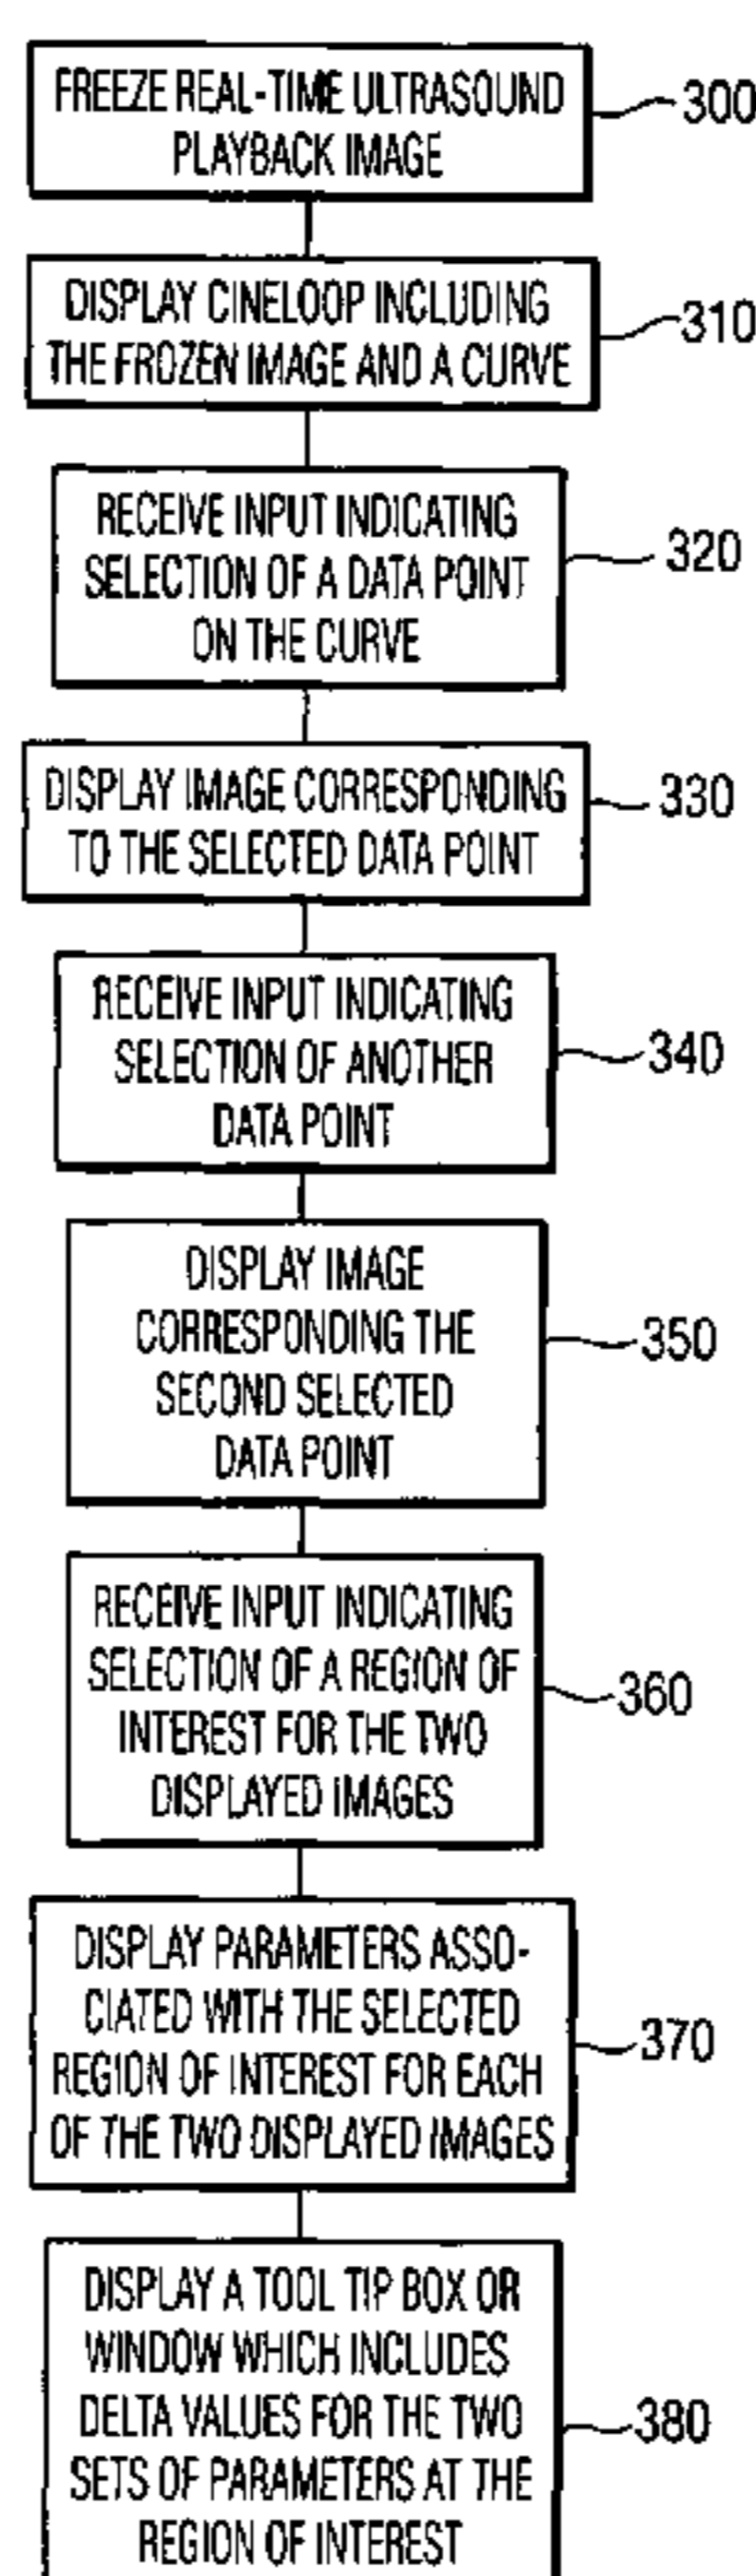 FREEZE REAL-TIME ULTRASOUND
PLAYBACK IMAGE
300
DISPLAY CINELOOP INCLUDING
THE FROZEN IMAGE AND A CURVE
310
RECEIVE INPUT INDICATING
SELECTION OF A DATA POINT
ON THE CURVE
320
DISPLAY IMAGE CORRESPONDING
TO THE SELECTED DATA POINT
330
RECEIVE INPUT INDICATING
SELECTION OF ANOTHER
DATA POINT
340
DISPLAY IMAGE
CORRESPONDING THE
SECOND SELECTED
DATA POINT
350
RECEIVE INPUT INDICATING
SELECTION OF A REGION OF
INTEREST FOR THE TWO
DISPLAYED IMAGES
360
DISPLAY PARAMETERS ASSO-
CIATED WITH THE SELECTED
REGION OF INTEREST FOR EACH
OF THE TWO DISPLAYED IMAGES
370
DISPLAY A TOOL TIP BOX OR
WINDOW WHICH INCLUDES
DELTA VALUES FOR THE TWO
SETS OF PARAMETERS AT THE
REGION OF INTEREST
380